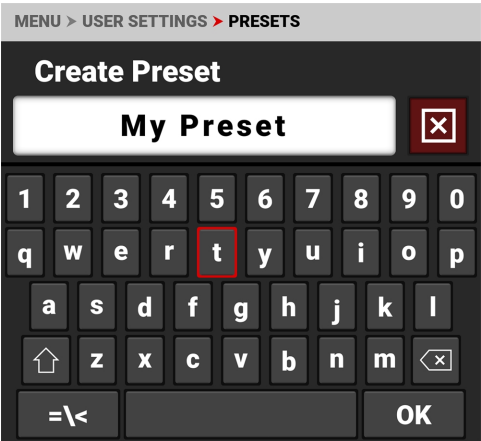 MENU > USER SETTINGS > PRESETS
Create Preset
My Preset
1 2 3 4 5 6 7 8 9 0
q w e r t y u i o p
a s d f g h j k l
z x c v b n m
=\< OK